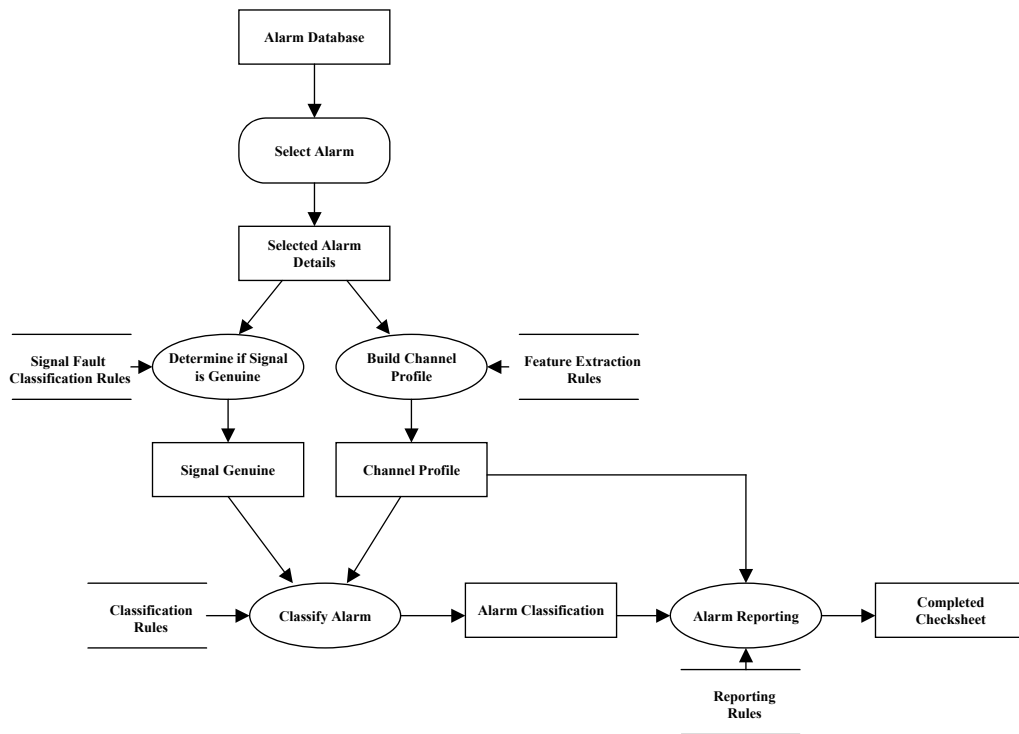 Alarm Database
Select Alarm
Selected Alarm
Details
Signal Fault
Classification Rules
Determine if Signal
is Genuine
Build Channel
Profile
Feature Extraction
Rules
Signal Genuine
Channel Profile
Classification
Rules
Classify Alarm
Alarm Classification
Alarm Reporting
Completed
Checksheet
Reporting
Rules